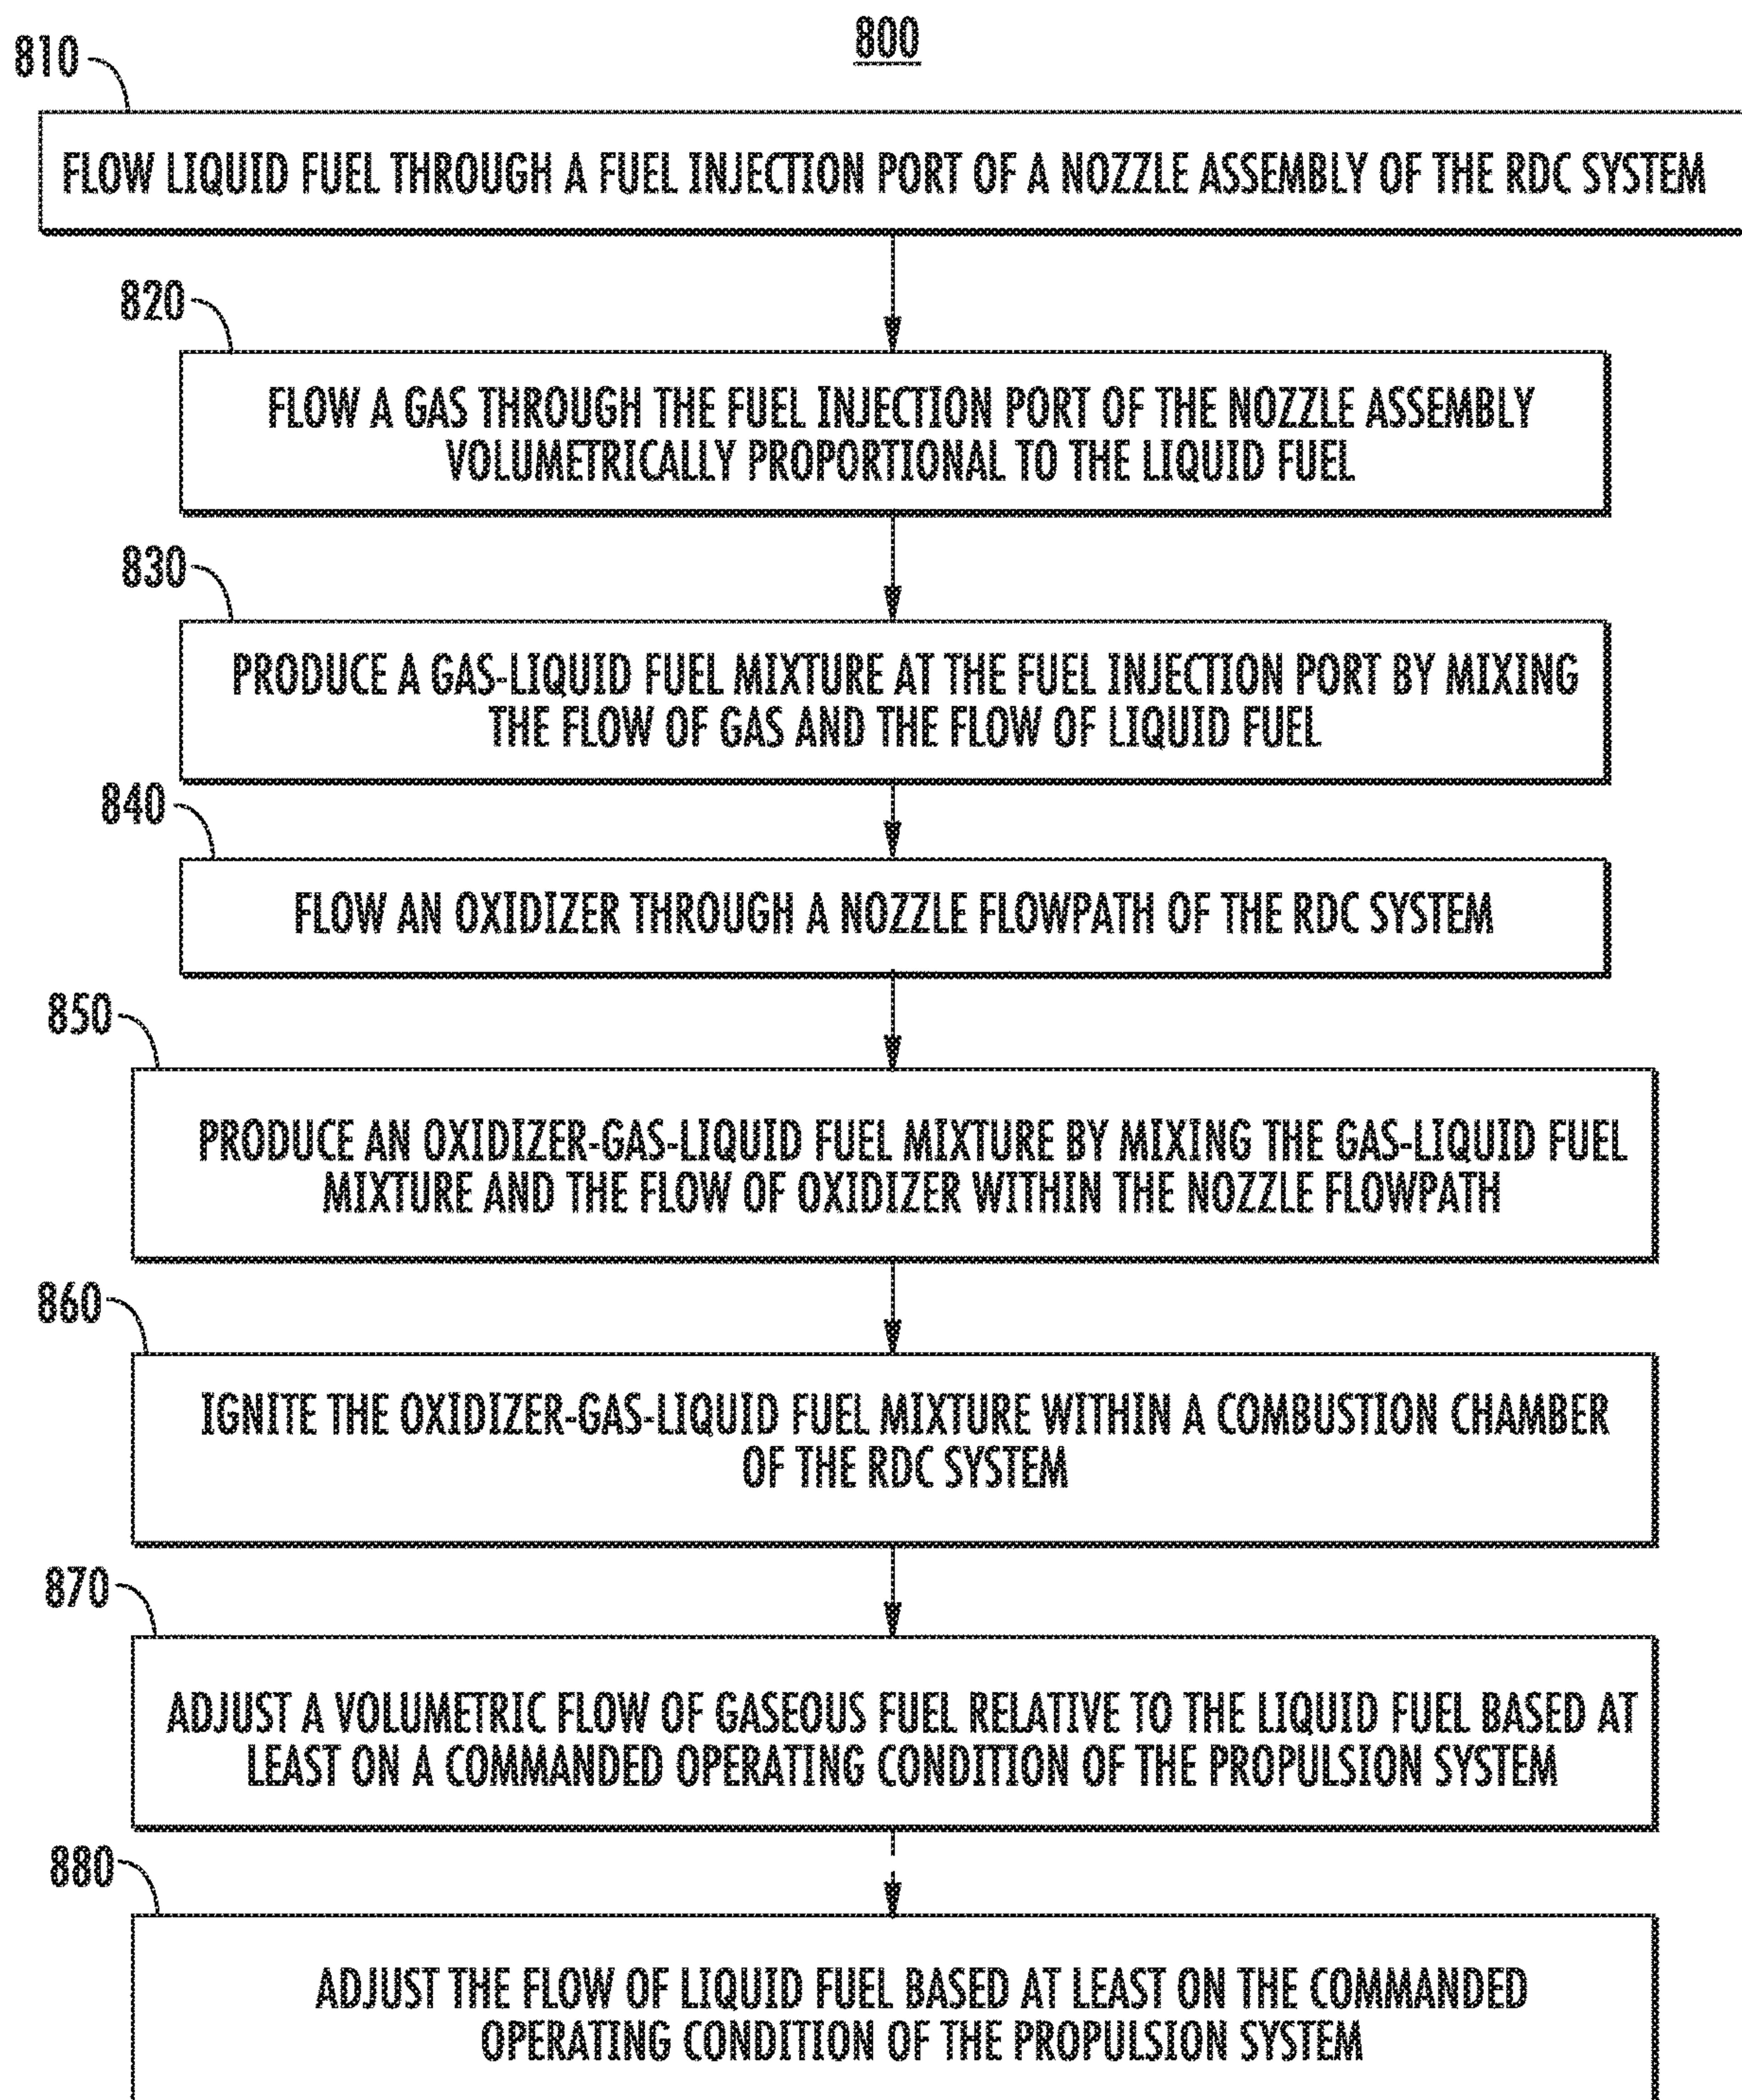 800
810
FLOW LIQUID FUEL THROUGH A FUEL INJECTION PORT OF A NOZZLE ASSEMBLY OF THE RDC SYSTEM
820
FLOW A GAS THROUGH THE FUEL INJECTION PORT OF THE NOZZLE ASSEMBLY
VOLUMETRICALLY PROPORTIONAL TO THE LIQUID FUEL
830
PRODUCE A GAS-LIQUID FUEL MIXTURE AT THE FUEL INJECTION PORT BY MIXING
THE FLOW OF GAS AND THE FLOW OF LIQUID FUEL
840
FLOW AN OXIDIZER THROUGH A NOZZLE FLOWPATH OF THE RDC SYSTEM
850
PRODUCE AN OXIDIZER-GAS-LIQUID FUEL MIXTURE BY MIXING THE GAS-LIQUID FUEL
MIXTURE AND THE FLOW OF OXIDIZER WITHIN THE NOZZLE FLOWPATH
860
IGNITE THE OXIDIZER-GAS-LIQUID FUEL MIXTURE WITHIN A COMBUSTION CHAMBER
OF THE RDC SYSTEM
870
ADJUST A VOLUMETRIC FLOW OF GASEOUS FUEL RELATIVE TO THE LIQUID FUEL BASED AT
LEAST ON A COMMANDED OPERATING CONDITION OF THE PROPULSION SYSTEM
880
ADJUST THE FLOW OF LIQUID FUEL BASED AT LEAST ON THE COMMANDED
OPERATING CONDITION OF THE PROPULSION SYSTEM